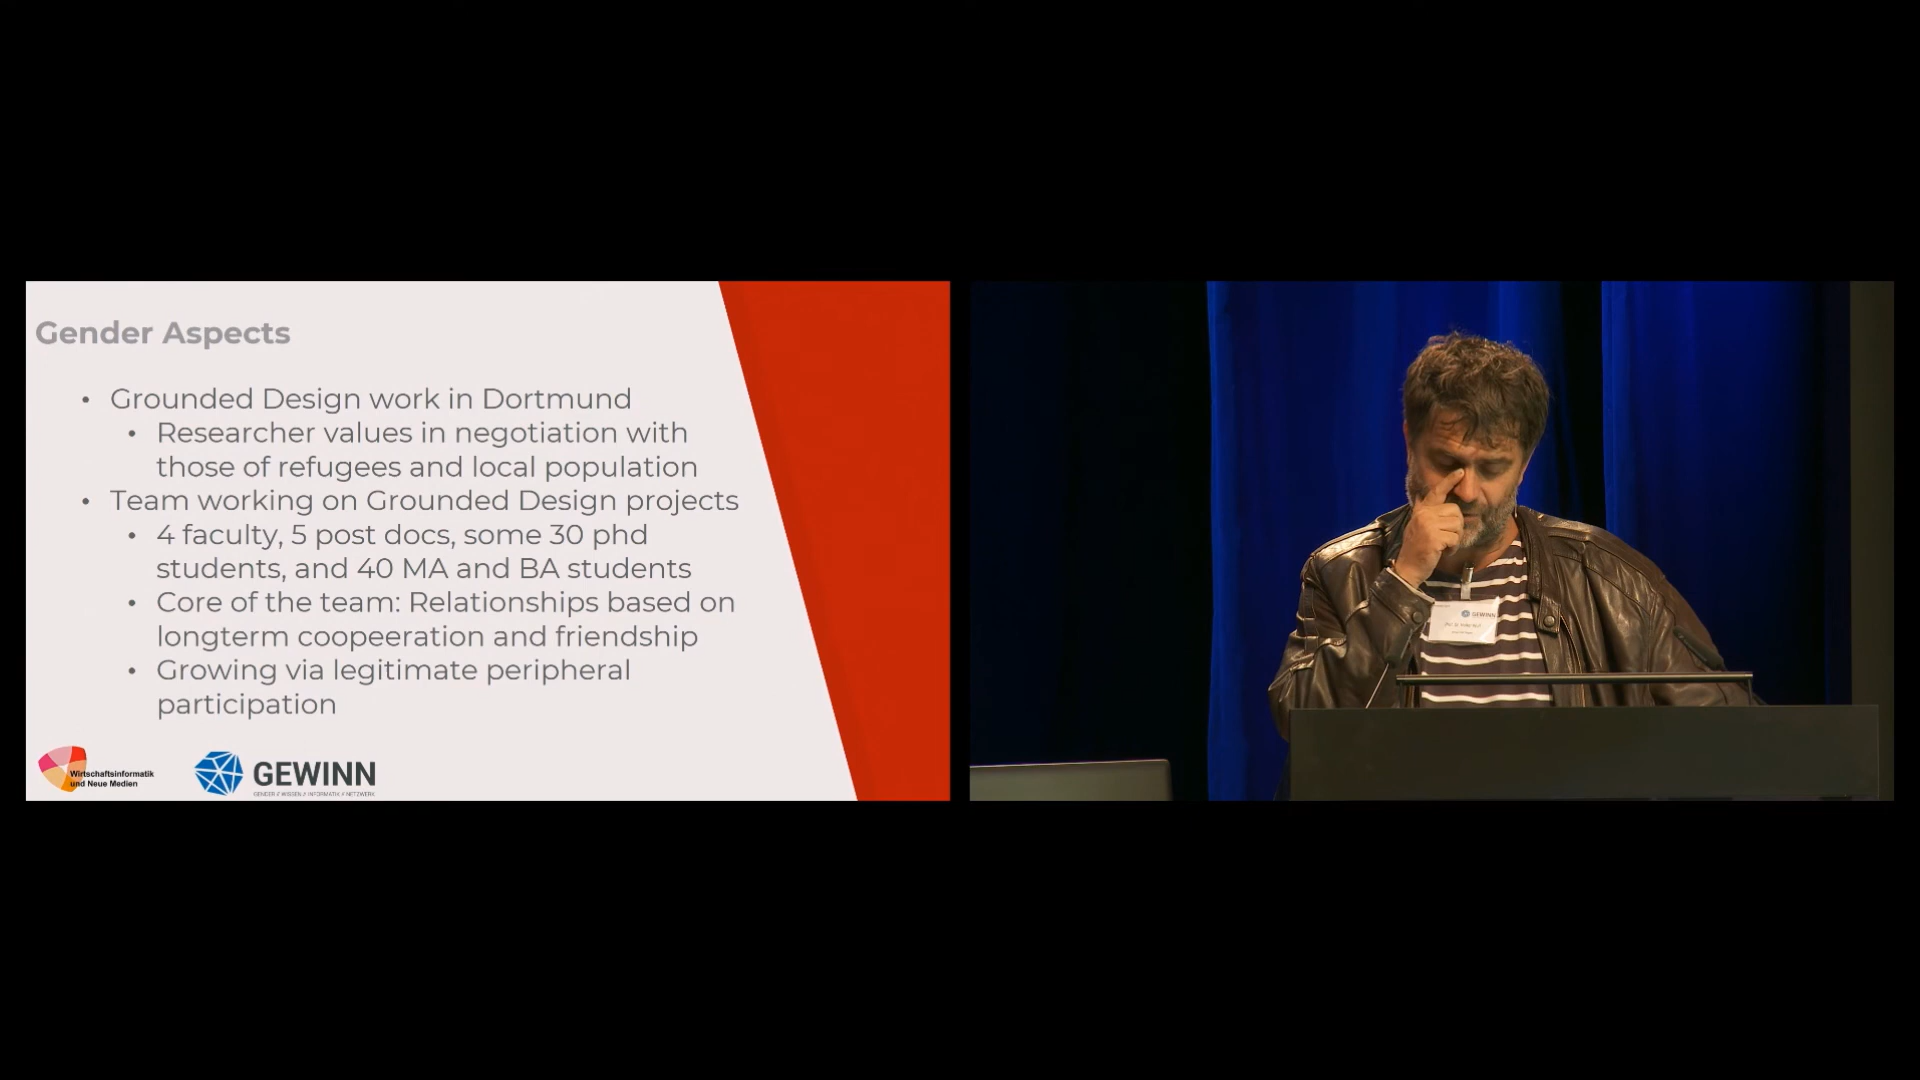 Gender Aspects
• Grounded Design work in Dortmund
• Researcher values in negotiation with
those of refugees and local population
• Team working on Grounded Design projects
• 4 faculty, 5 post docs, some 30 phd
students, and 40 MA and BA students
• Core of the team: Relationships based on
longterm coopeeration and friendship
• Growing via legitimate peripheral
participation
Wirtschaftsinformatik
und Neue Medien
GEWINN
GENDER // WISSEN // INFORMATIK // NETZWERK
GEWINN